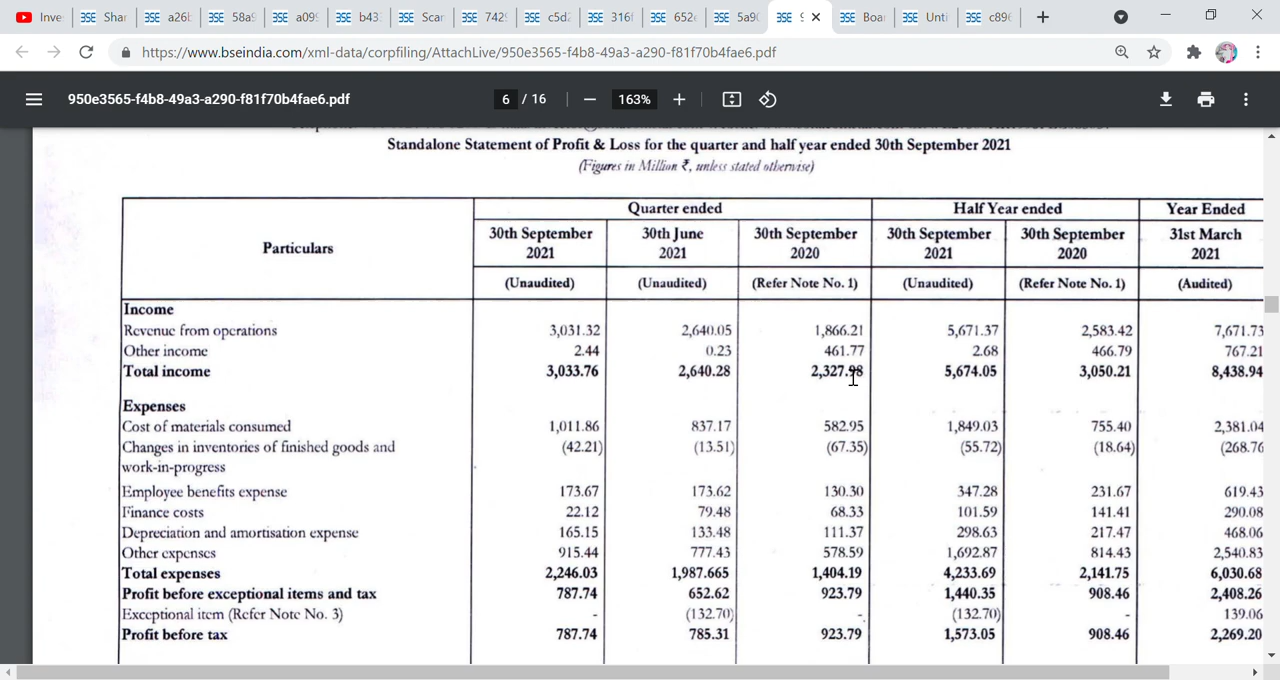 Inve Shar a26b 58a9 a099 b433 Scar 7429 c5d2 316f 652e 5a90 9 Boar Unti c896
https://www.bseindia.com/xml-data/corpfiling/AttachLive/950e3565-f4b8-49a3-a290-f81f70b4fae6.pdf
950e3565-f4b8-49a3-a290-f81f70b4fae6.pdf 6 / 16 163%
Standalone Statement of Profit & Loss for the quarter and half year ended 30th September 2021
(Figures in Million ₹, unless stated otherwise)
Particulars Quarter ended Half Year ended Year Ended
30th September 2021 30th June 2021 30th September 2020 30th September 2021 30th September 2020 31st March 2021
(Unaudited) (Unaudited) (Refer Note No. 1) (Unaudited) (Refer Note No. 1) (Audited)
Income
Revenue from operations 3,031.32 2,640.05 1,866.21 5,671.37 2,583.42 7,671.73
Other income 2.44 0.23 461.77 2.68 466.79 767.21
Total income 3,033.76 2,640.28 2,327.98 5,674.05 3,050.21 8,438.94
Expenses
Cost of materials consumed 1,011.86 837.17 582.95 1,849.03 755.40 2,381.04
Changes in inventories of finished goods and (42.21) (13.51) (67.35) (55.72) (18.64) (268.76
work-in-progress
Employee benefits expense 173.67 173.62 130.30 347.28 231.67 619.43
Finance costs 22.12 79.48 68.33 101.59 141.41 290.08
Depreciation and amortisation expense 165.15 133.48 111.37 298.63 217.47 468.06
Other expenses 915.44 777.43 578.59 1,692.87 814.43 2,540.83
Total expenses 2,246.03 1,987.665 1,404.19 4,233.69 2,141.75 6,030.68
Profit before exceptional items and tax 787.74 652.62 923.79 1,440.35 908.46 2,408.26
Exceptional item (Refer Note No. 3) - (132.70) - (132.70) - 139.06
Profit before tax 787.74 785.31 923.79 1,573.05 908.46 2,269.20